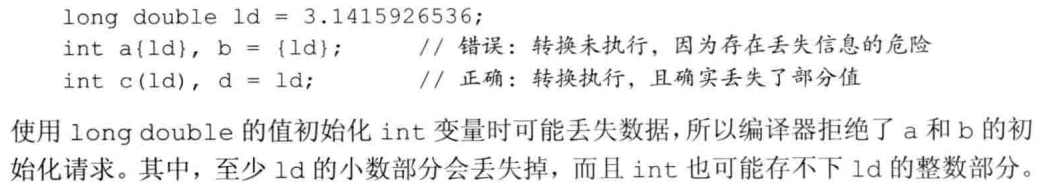 long double ld = 3.1415926536;
int a{ld}, b = {ld};        // 错误：转换未执行，因为存在丢失信息的危险
int c(ld), d = ld;          // 正确：转换执行，且确实丢失了部分值
使用 long double 的值初始化 int 变量时可能丢失数据，所以编译器拒绝了 a 和 b 的初
始化请求。其中，至少 ld 的小数部分会丢失掉，而且 int 也可能存不下 ld 的整数部分。